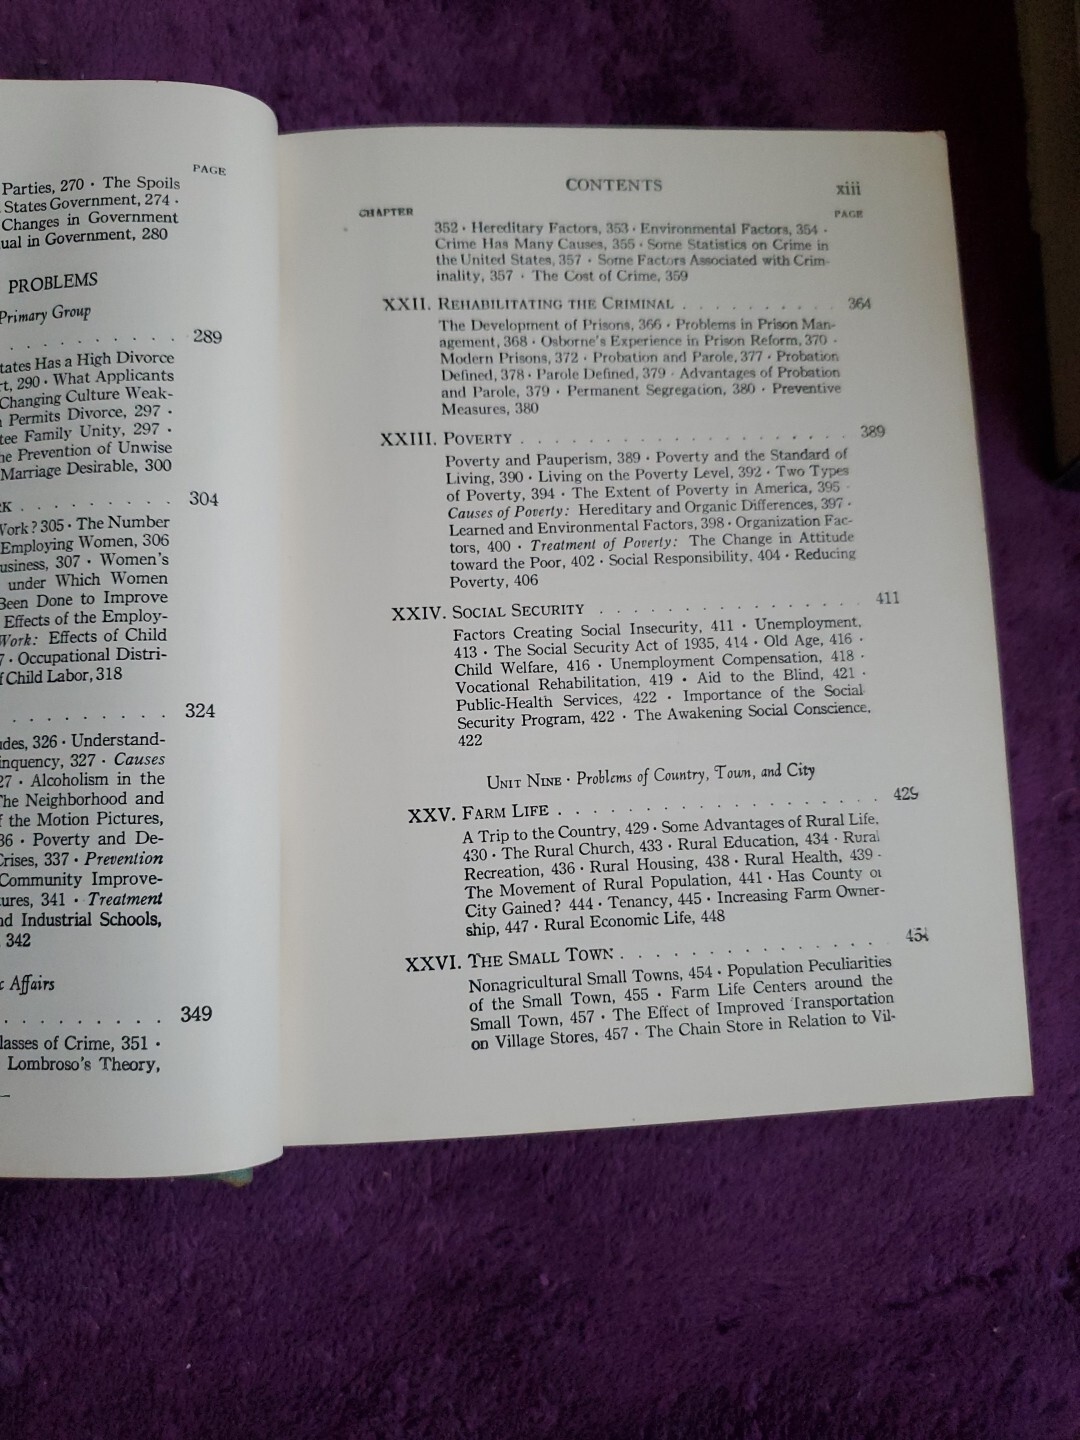 PAGE
Parties, 270 · The Spoils
States Government, 274 ·
Changes in Government
ual in Government, 280
PROBLEMS
Primary Group
. . . . . . . . . . 289
tates Has a High Divorce
rt, 290 · What Applicants
Changing Culture Weak-
Permits Divorce, 297 ·
tee Family Unity, 297 ·
he Prevention of Unwise
Marriage Desirable, 300
RK . . . . . . . . 304
Work? 305 · The Number
Employing Women, 306
usiness, 307 · Women's
under Which Women
Been Done to Improve
Effects of the Employ-
Work: Effects of Child
7 · Occupational Distri-
f Child Labor, 318
. . . . . . . . . 324
udes, 326 · Understand-
inquency, 327 · Causes
27 · Alcoholism in the
The Neighborhood and
f the Motion Pictures,
36 · Poverty and De-
Crises, 337 · Prevention
Community Improve-
ures, 341 · Treatment
nd Industrial Schools,
342
c Affairs
. . . . . . . . . 349
lasses of Crime, 351 ·
Lombroso's Theory,
CONTENTS xiii
CHAPTER PAGE
352 · Hereditary Factors, 353 · Environmental Factors, 354 ·
Crime Has Many Causes, 355 · Some Statistics on Crime in
the United States, 357 · Some Factors Associated with Crim-
inality, 357 · The Cost of Crime, 359
XXII. REHABILITATING THE CRIMINAL . . . . . . . . . . 364
The Development of Prisons, 366 · Problems in Prison Man-
agement, 368 · Osborne's Experience in Prison Reform, 370 ·
Modern Prisons, 372 · Probation and Parole, 377 · Probation
Defined, 378 · Parole Defined, 379 · Advantages of Probation
and Parole, 379 · Permanent Segregation, 380 · Preventive
Measures, 380
XXIII. POVERTY . . . . . . . . . . . . . . . . . . . 389
Poverty and Pauperism, 389 · Poverty and the Standard of
Living, 390 · Living on the Poverty Level, 392 · Two Types
of Poverty, 394 · The Extent of Poverty in America, 395 ·
Causes of Poverty: Hereditary and Organic Differences, 397 ·
Learned and Environmental Factors, 398 · Organization Fac-
tors, 400 · Treatment of Poverty: The Change in Attitude
toward the Poor, 402 · Social Responsibility, 404 · Reducing
Poverty, 406
XXIV. SOCIAL SECURITY . . . . . . . . . . . . . . . 411
Factors Creating Social Insecurity, 411 · Unemployment,
413 · The Social Security Act of 1935, 414 · Old Age, 416 ·
Child Welfare, 416 · Unemployment Compensation, 418 ·
Vocational Rehabilitation, 419 · Aid to the Blind, 421 ·
Public-Health Services, 422 · Importance of the Social
Security Program, 422 · The Awakening Social Conscience,
422
UNIT NINE · Problems of Country, Town, and City
XXV. FARM LIFE . . . . . . . . . . . . . . . . . . 429
A Trip to the Country, 429 · Some Advantages of Rural Life,
430 · The Rural Church, 433 · Rural Education, 434 · Rural
Recreation, 436 · Rural Housing, 438 · Rural Health, 439 ·
The Movement of Rural Population, 441 · Has County or
City Gained? 444 · Tenancy, 445 · Increasing Farm Owner-
ship, 447 · Rural Economic Life, 448
XXVI. THE SMALL TOWN . . . . . . . . . . . . . .
Nonagricultural Small Towns, 454 · Population Peculiarities
of the Small Town, 455 · Farm Life Centers around the
Small Town, 457 · The Effect of Improved Transportation
on Village Stores, 457 · The Chain Store in Relation to Vil-